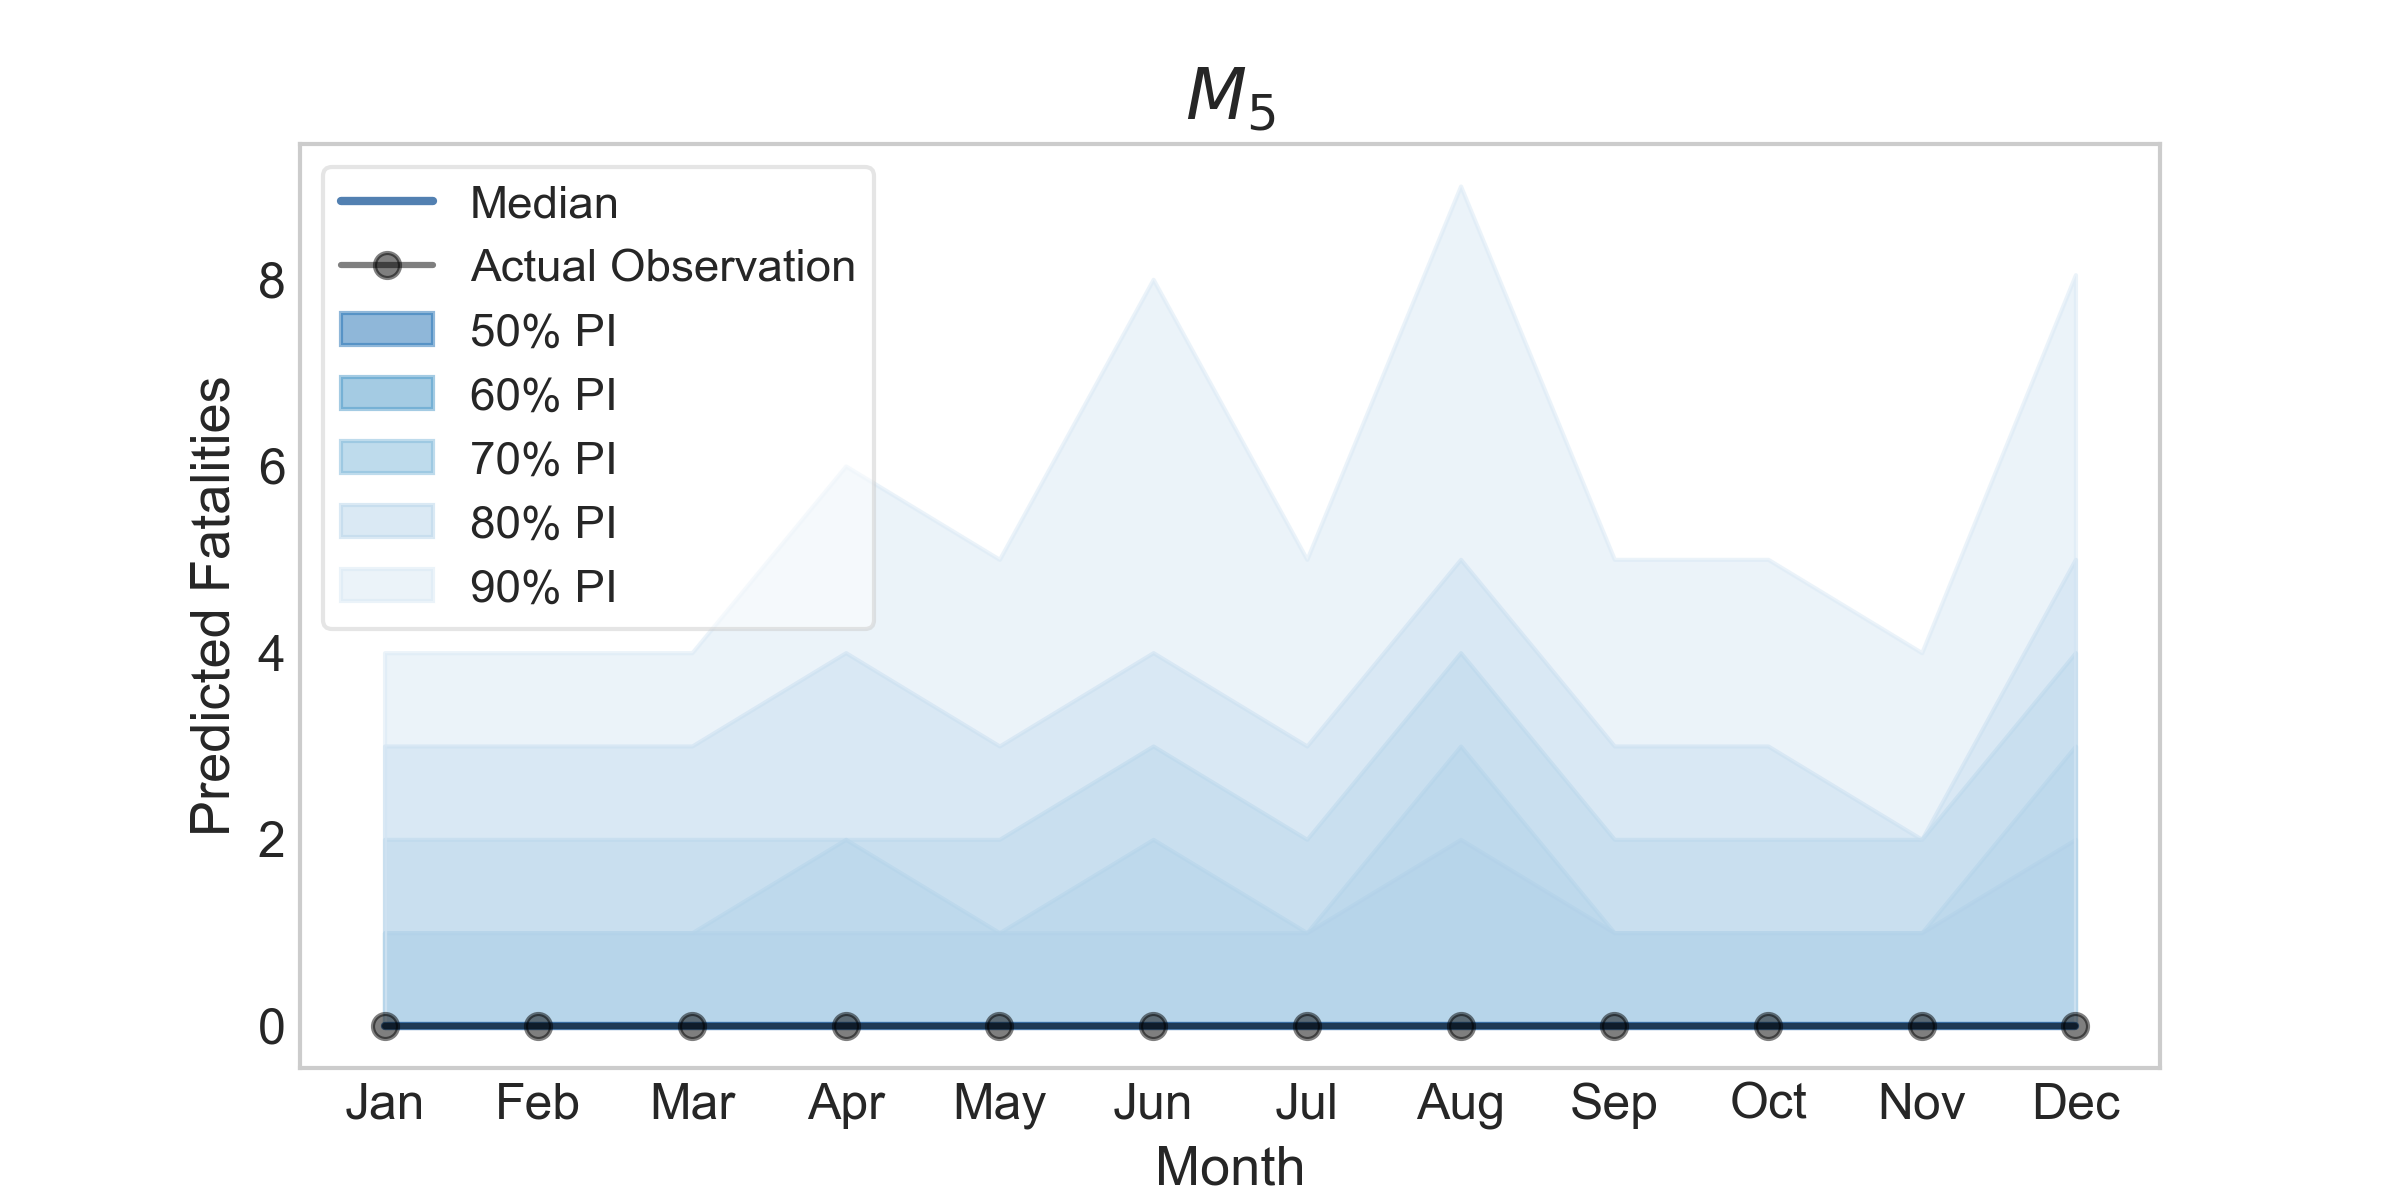 M₅
Median
Actual Observation
50% PI
60% PI
70% PI
80% PI
90% PI
Predicted Fatalities
8
6
4
2
0
Jan Feb Mar Apr May Jun Jul Aug Sep Oct Nov Dec
Month